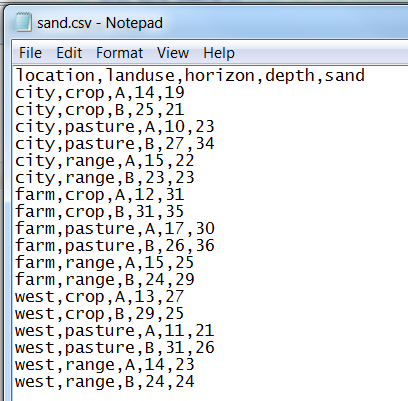 sand.csv - Notepad
File Edit Format View Help
location,landuse,horizon,depth,sand
city,crop,A,14,19
city,crop,B,25,21
city,pasture,A,10,23
city,pasture,B,27,34
city,range,A,15,22
city,range,B,23,23
farm,crop,A,12,31
farm,crop,B,31,35
farm,pasture,A,17,30
farm,pasture,B,26,36
farm,range,A,15,25
farm,range,B,24,29
west,crop,A,13,27
west,crop,B,29,25
west,pasture,A,11,21
west,pasture,B,31,26
west,range,A,14,23
west,range,B,24,24